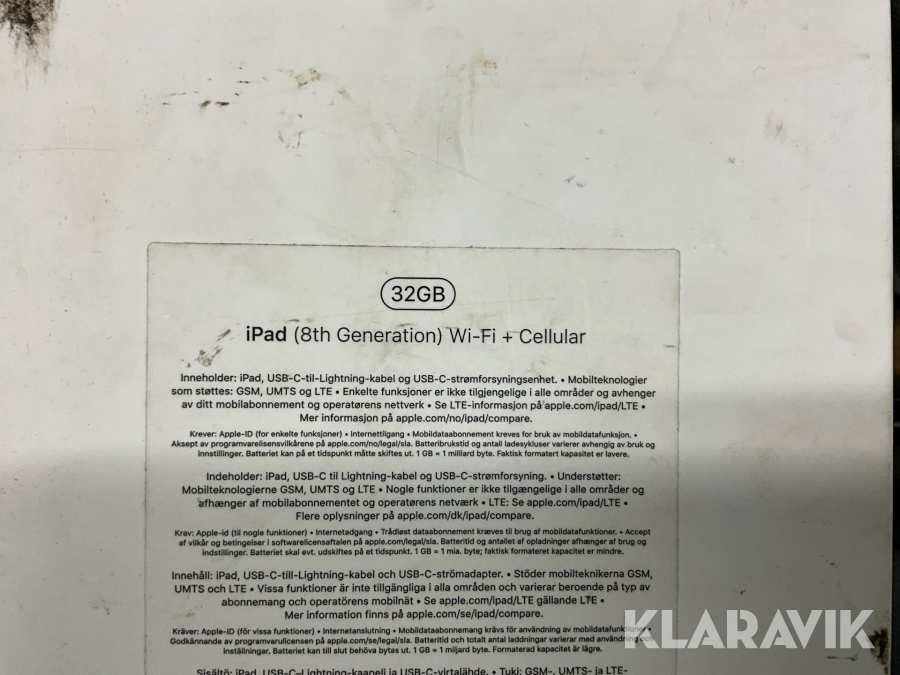 32GB
iPad (8th Generation) Wi-Fi + Cellular
Inneholder: iPad, USB-C-til-Lightning-kabel og USB-C-strømforsyningsenhet. • Mobilteknologier
som støttes: GSM, UMTS og LTE • Enkelte funksjoner er ikke tilgjengelige i alle områder og avhenger
av ditt mobilabonnement og operatørens nettverk • Se LTE-informasjon på apple.com/ipad/LTE •
Mer informasjon på apple.com/no/ipad/compare.
Krever: Apple-ID (for enkelte funksjoner) • Internettilgang • Mobildataabonnement kreves for bruk av mobildatafunksjon. •
Aksept av programvarelisensvilkårene på apple.com/no/legal/sla. Batteribrukstid og antall ladesykluser varierer avhengig av bruk og
innstillinger. Batteriet kan på et tidspunkt måtte skiftes ut. 1 GB = 1 milliard byte. Faktisk formatert kapasitet er lavere.
Indeholder: iPad, USB-C til Lightning-kabel og USB-C-strømforsyning. • Understøtter:
Mobilteknologierne GSM, UMTS og LTE • Nogle funktioner er ikke tilgængelige i alle områder og
afhænger af mobilabonnementet og operatørens netværk • LTE: Se apple.com/ipad/LTE •
Flere oplysninger på apple.com/dk/ipad/compare.
Krav: Apple-id (til nogle funktioner) • Internetadgang • Trådløst dataabonnement kræves til brug af mobildatafunktioner. • Accept
af vilkår og betingelser i softwarelicensaftalen på apple.com/legal/sla. Batteritid og antallet af opladninger afhænger af brug og
indstillinger. Batteriet skal evt. udskiftes på et tidspunkt. 1 GB = 1 mia. byte; faktisk formateret kapacitet er mindre.
Innehåll: iPad, USB-C-till-Lightning-kabel och USB-C-strömadapter. • Stöder mobilteknikerna GSM,
UMTS och LTE • Vissa funktioner är inte tillgängliga i alla områden och varierar beroende på typ av
abonnemang och operatörens mobilnät • Se apple.com/ipad/LTE gällande LTE •
Mer information finns på apple.com/se/ipad/compare.
Kräver: Apple-ID (för vissa funktioner) • Internetanslutning • Mobildataabonnemang krävs för användning av mobildatafunktioner •
Godkännande av programvarulicensen på apple.com/se/legal/sla. Batteritid och totalt antal laddningar varierar med användning och
inställningar. Batteriet kan till slut behöva bytas ut. 1 GB = 1 miljard byte. Formaterad kapacitet är lägre.
Sisältö: iPad, USB-C–Lightning-kaapeli ja USB-C-virtalähde. • Tuki: GSM-, UMTS- ja LTE-
KLARAVIK